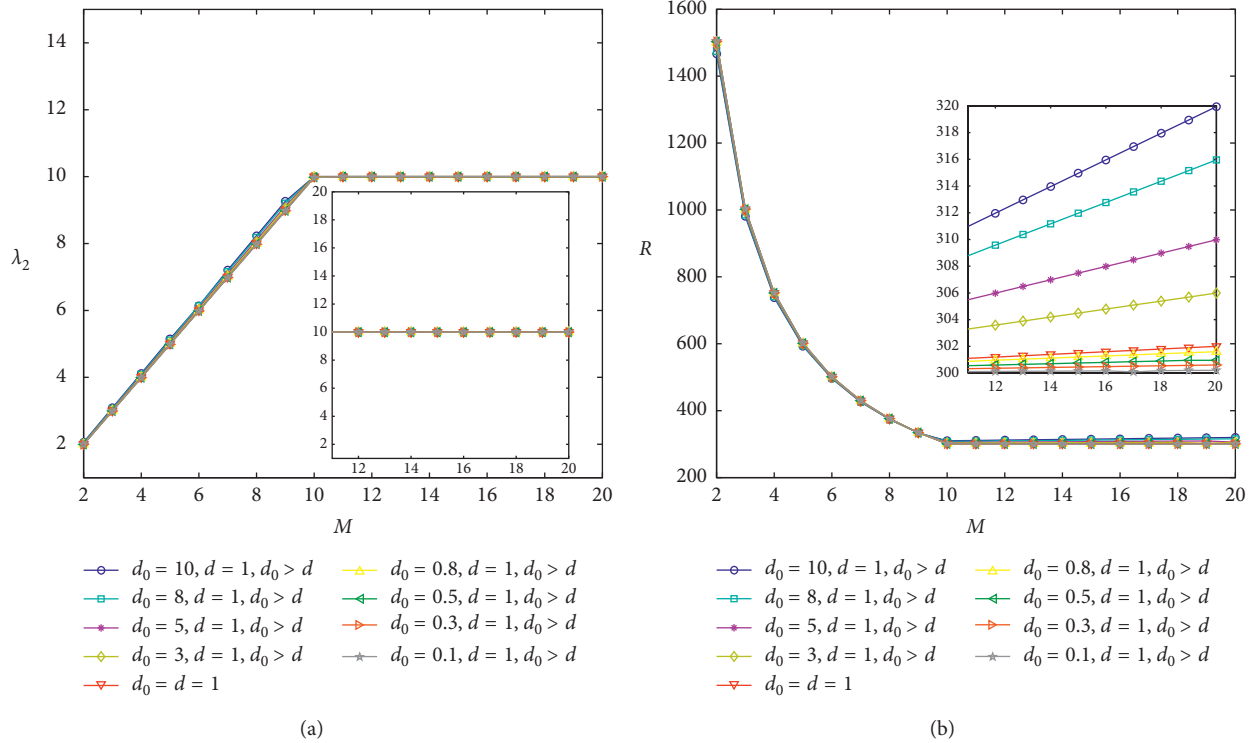 14
12
10
8
6
4
2
λ2
20
18
16
14
12
10
8
6
4
2
12 14 16 18 20
2 4 6 8 10 12 14 16 18 20
M
d0 = 10, d = 1, d0 > d
d0 = 8, d = 1, d0 > d
d0 = 5, d = 1, d0 > d
d0 = 3, d = 1, d0 > d
d0 = d = 1
d0 = 0.8, d = 1, d0 > d
d0 = 0.5, d = 1, d0 > d
d0 = 0.3, d = 1, d0 > d
d0 = 0.1, d = 1, d0 > d
(a)
1600
1400
1200
1000
800
600
400
200
R
320
316
312
310
306
304
302
301
300
12 14 16 18 20
2 4 6 8 10 12 14 16 18 20
M
d0 = 10, d = 1, d0 > d
d0 = 8, d = 1, d0 > d
d0 = 5, d = 1, d0 > d
d0 = 3, d = 1, d0 > d
d0 = d = 1
d0 = 0.8, d = 1, d0 > d
d0 = 0.5, d = 1, d0 > d
d0 = 0.3, d = 1, d0 > d
d0 = 0.1, d = 1, d0 > d
(b)